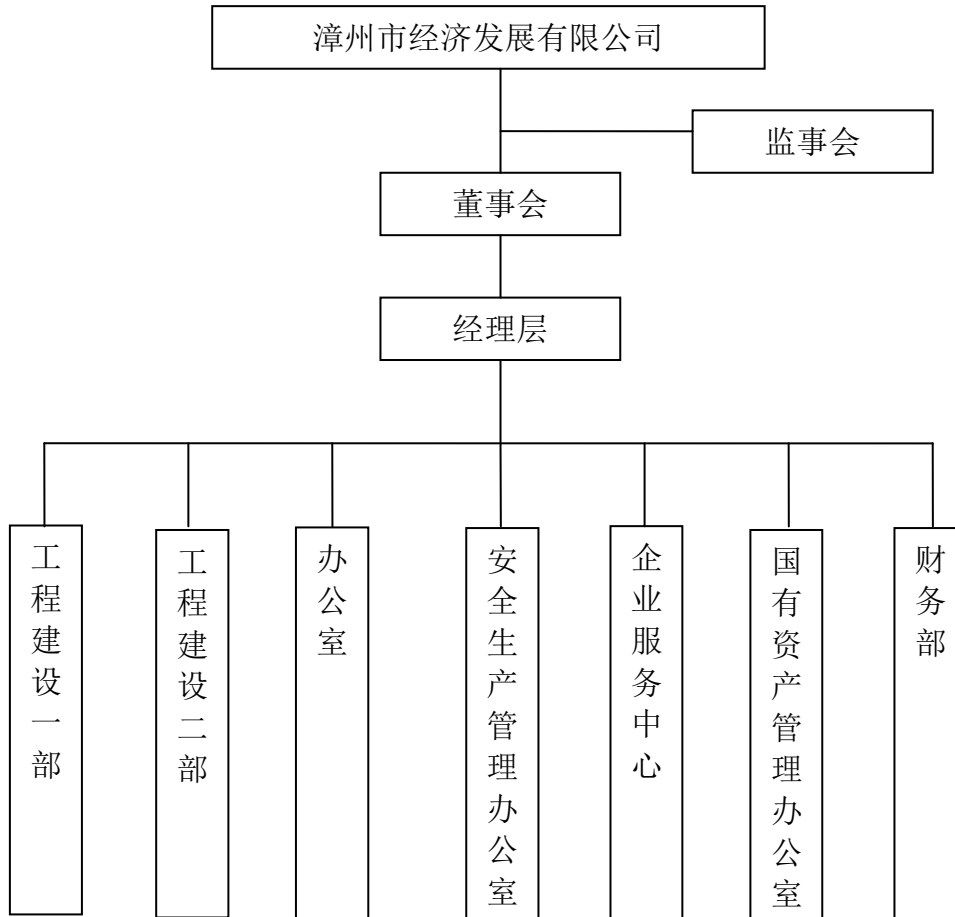 漳州市经济发展有限公司
监事会
董事会
经理层
工程建设一部
工程建设二部
办公室
安全生产管理办公室
企业服务中心
国有资产管理办公室
财务部